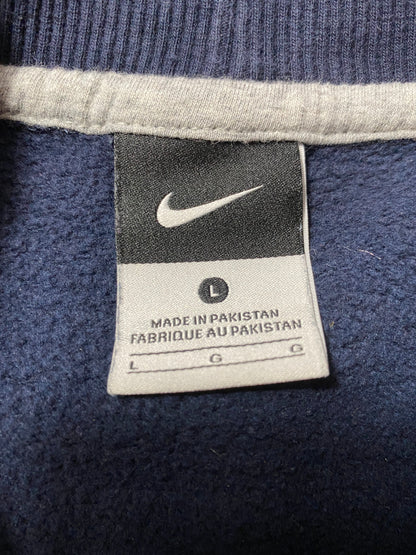 L
MADE IN PAKISTAN
FABRIQUE AU PAKISTAN
L G G